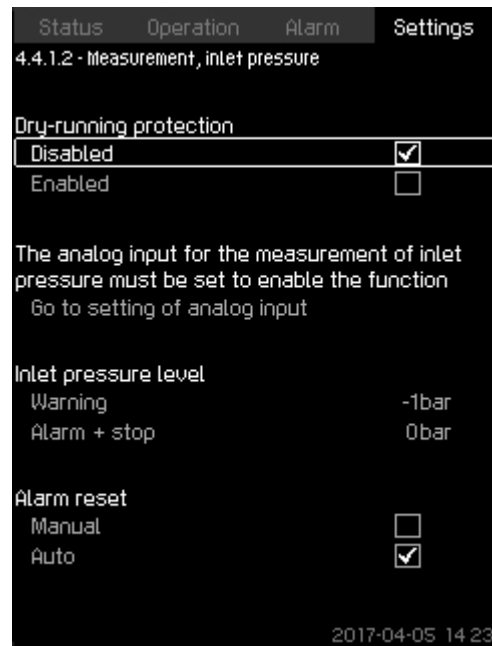 Status Operation Alarm Settings
4.4.1.2 - Measurement, inlet pressure
Dry-running protection
Disabled
Enabled
The analog input for the measurement of inlet
pressure must be set to enable the function
Go to setting of analog input
Inlet pressure level
Warning -1bar
Alarm + stop 0bar
Alarm reset
Manual
Auto
2017-04-05 14:23